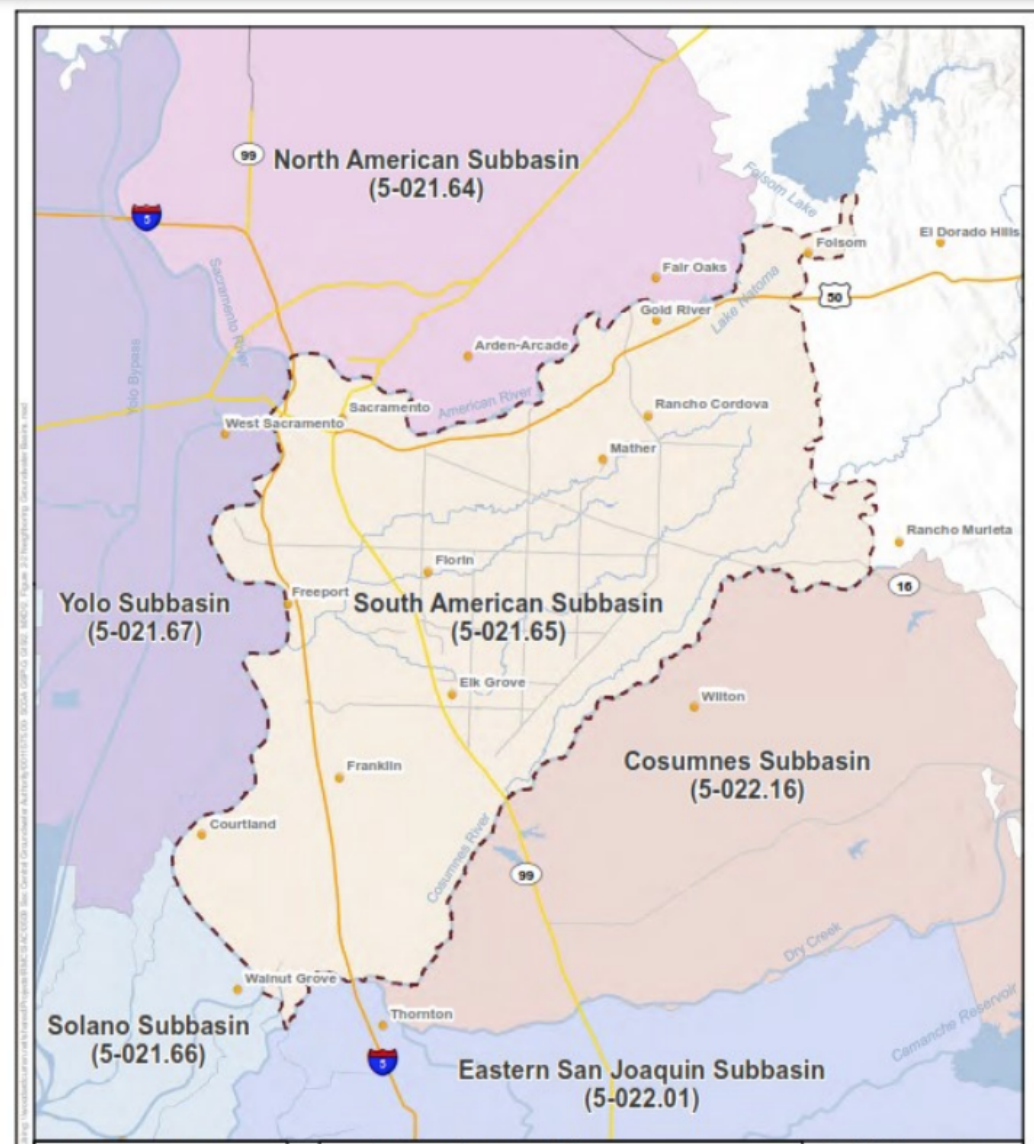 99
North American Subbasin
(5-021.64)
Folsom Lake
5
Folsom
El Dorado Hills
Sacramento River
Fair Oaks
Lake Natoma
50
Gold River
Yolo Bypass
Arden-Arcade
American River
Sacramento
Rancho Cordova
West Sacramento
Mather
Rancho Murieta
Florin
16
Freeport
Yolo Subbasin
(5-021.67)
South American Subbasin
(5-021.65)
Elk Grove
Wilton
Franklin
Cosumnes Subbasin
(5-022.16)
Courtland
Cosumnes River
99
Dry Creek
Walnut Grove
Thornton
Camanche Reservoir
Solano Subbasin
(5-021.66)
5
Eastern San Joaquin Subbasin
(5-022.01)